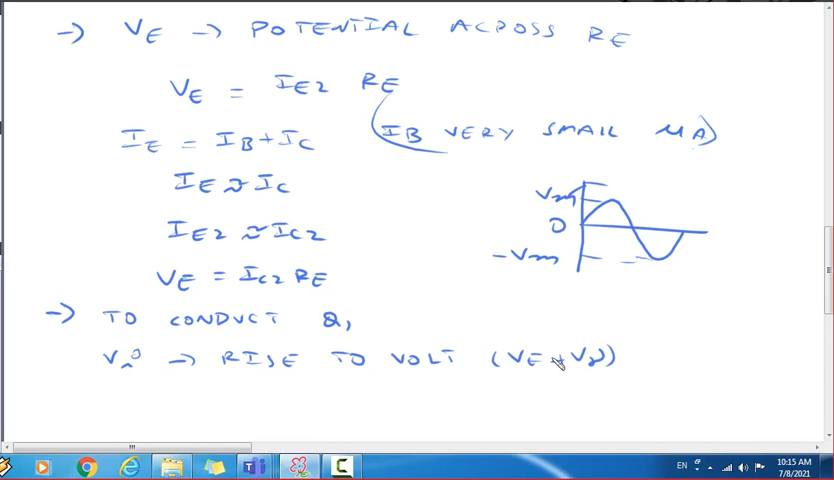 → VE → POTENTIAL ACROSS RE
VE = IE2 RE
IE = IB + IC (IB VERY SMALL μA)
IE ≈ IC
Vm
0
-Vm
IE2 ≈ IC2
VE = IC2 RE
→ TO CONDUCT Q1
Vi → RISE TO VOLT (VE + Vγ)
EN
10:15 AM
7/8/2021